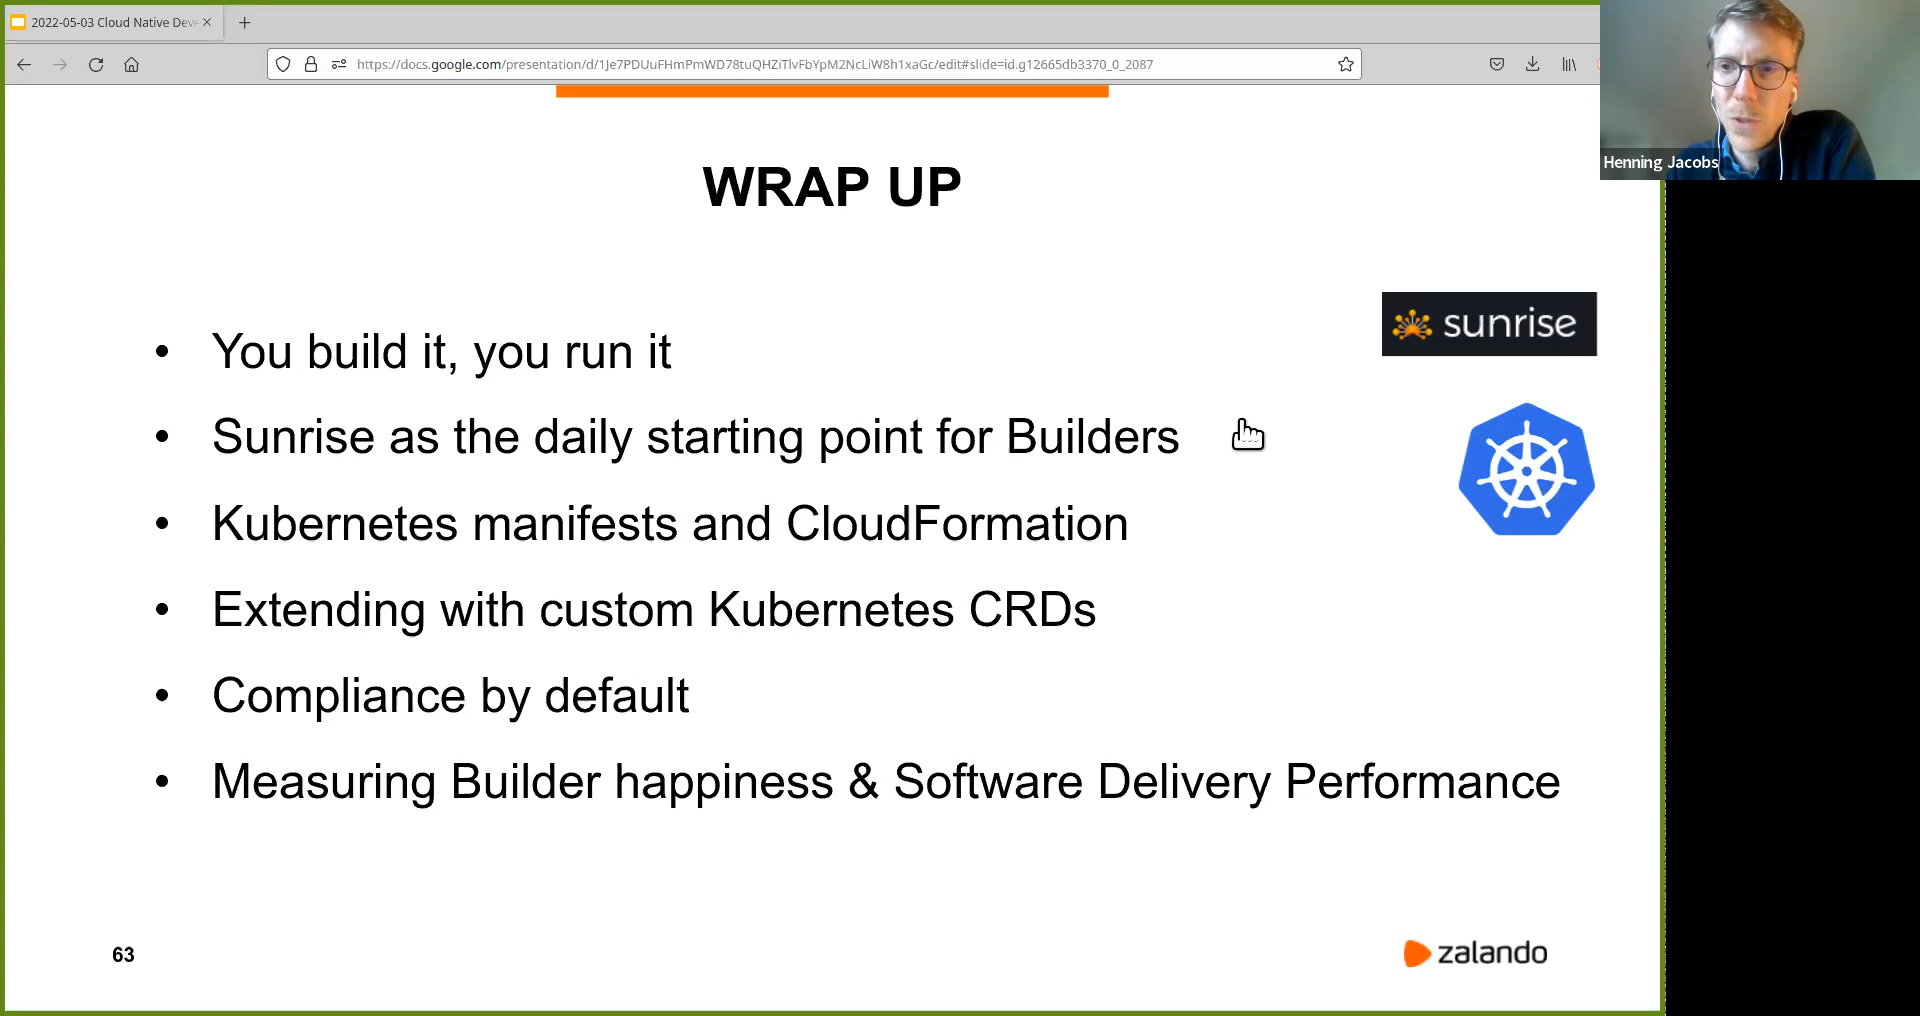 2022-05-03 Cloud Native Dev
https://docs.google.com/presentation/d/1Je7PDUuFHmPmWD78tuQHZiTlvFbYpM2NcLiW8h1xaGc/edit#slide=id.g12665db3370_0_2087
Henning Jacobs
WRAP UP
sunrise
• You build it, you run it
• Sunrise as the daily starting point for Builders
• Kubernetes manifests and CloudFormation
• Extending with custom Kubernetes CRDs
• Compliance by default
• Measuring Builder happiness & Software Delivery Performance
63
zalando